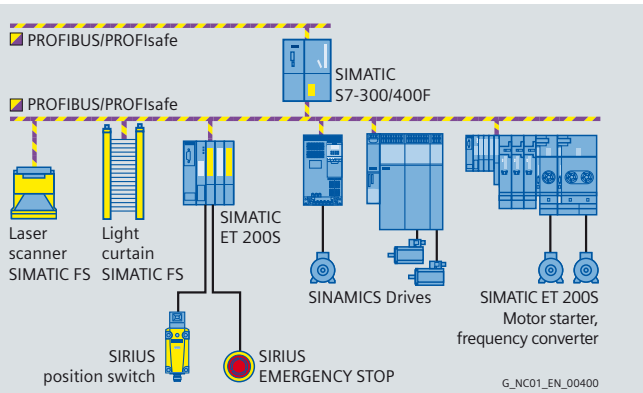 PROFIBUS/PROFIsafe
SIMATIC
S7-300/400F
PROFIBUS/PROFIsafe
Laser
scanner
SIMATIC FS
Light
curtain
SIMATIC FS
SIMATIC
ET 200S
SINAMICS Drives
SIMATIC ET 200S
Motor starter,
frequency converter
SIRIUS
position switch
SIRIUS
EMERGENCY STOP
G_NC01_EN_00400